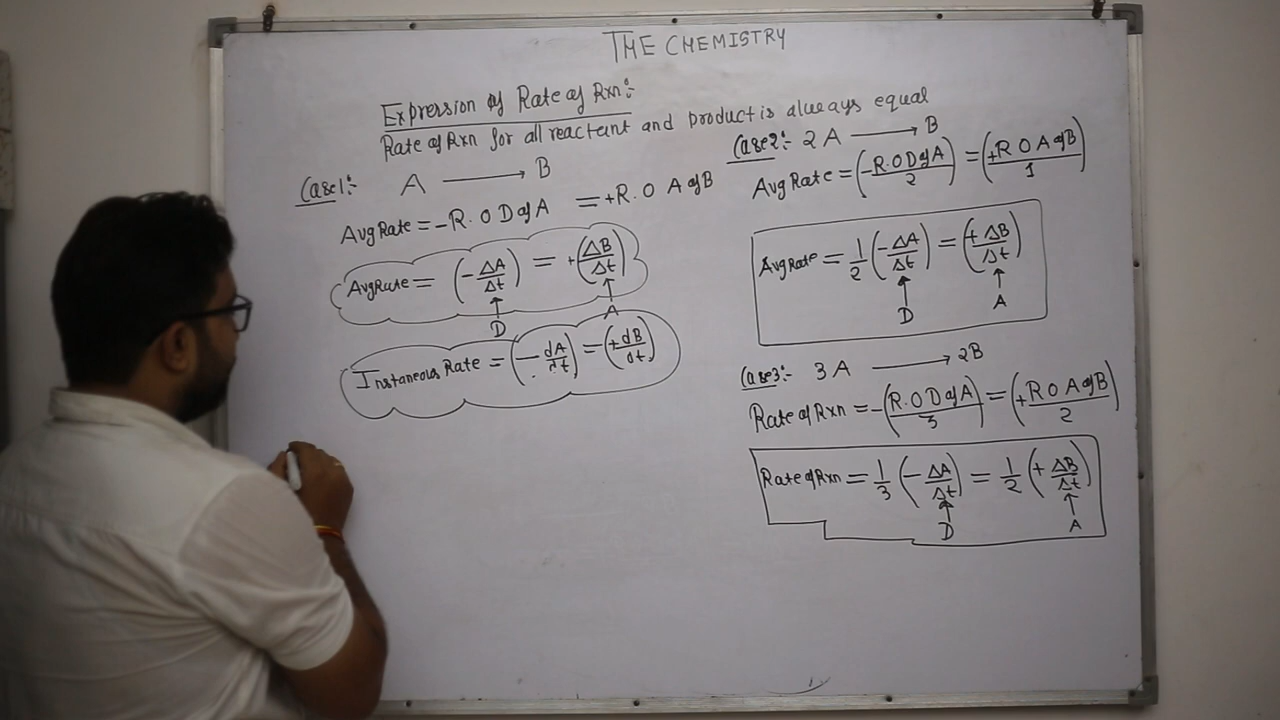 THE CHEMISTRY
Expression of Rate of Rxn:-
Rate of Rxn for all reactant and product is always equal
Case1:- A ⟶ B
Avg Rate = -R.O D of A = +R.O A of B
Avg Rate = (-ΔA/Δt) = +(ΔB/Δt)
D A
Instaneous Rate = (-dA/dt) = (+dB/dt)
Case2:- 2A ⟶ B
Avg Rate = (-R.O D of A/2) = (+R O A of B/1)
Avg Rate = 1/2 (-ΔA/Δt) = (+ΔB/Δt)
D A
Case3:- 3A ⟶ 2B
Rate of Rxn = -(R.O D of A/3) = (+R O A of B/2)
Rate of Rxn = 1/3 (-ΔA/Δt) = 1/2 (+ΔB/Δt)
D A